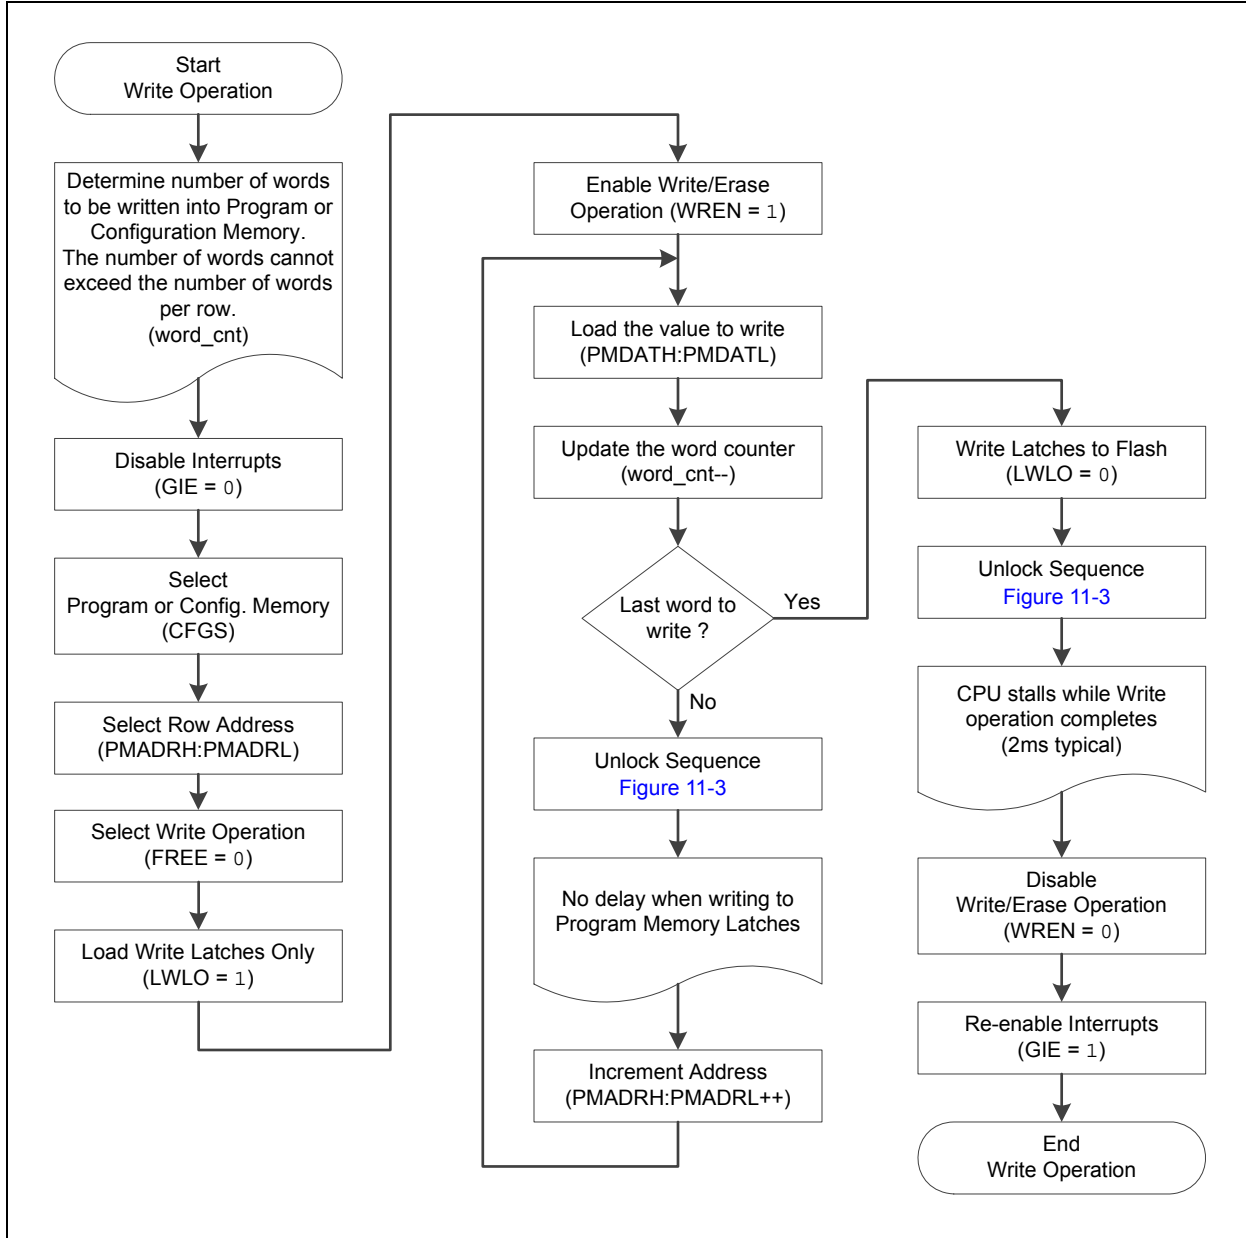 Start
Write Operation
Determine number of words
to be written into Program or
Configuration Memory.
The number of words cannot
exceed the number of words
per row.
(word_cnt)
Disable Interrupts
(GIE = 0)
Select
Program or Config. Memory
(CFGS)
Select Row Address
(PMADRH:PMADRL)
Select Write Operation
(FREE = 0)
Load Write Latches Only
(LWLO = 1)
Enable Write/Erase
Operation (WREN = 1)
Load the value to write
(PMDATH:PMDATL)
Update the word counter
(word_cnt--)
Last word to
write ?
Yes
No
Unlock Sequence
Figure 11-3
No delay when writing to
Program Memory Latches
Increment Address
(PMADRH:PMADRL++)
Write Latches to Flash
(LWLO = 0)
Unlock Sequence
Figure 11-3
CPU stalls while Write
operation completes
(2ms typical)
Disable
Write/Erase Operation
(WREN = 0)
Re-enable Interrupts
(GIE = 1)
End
Write Operation